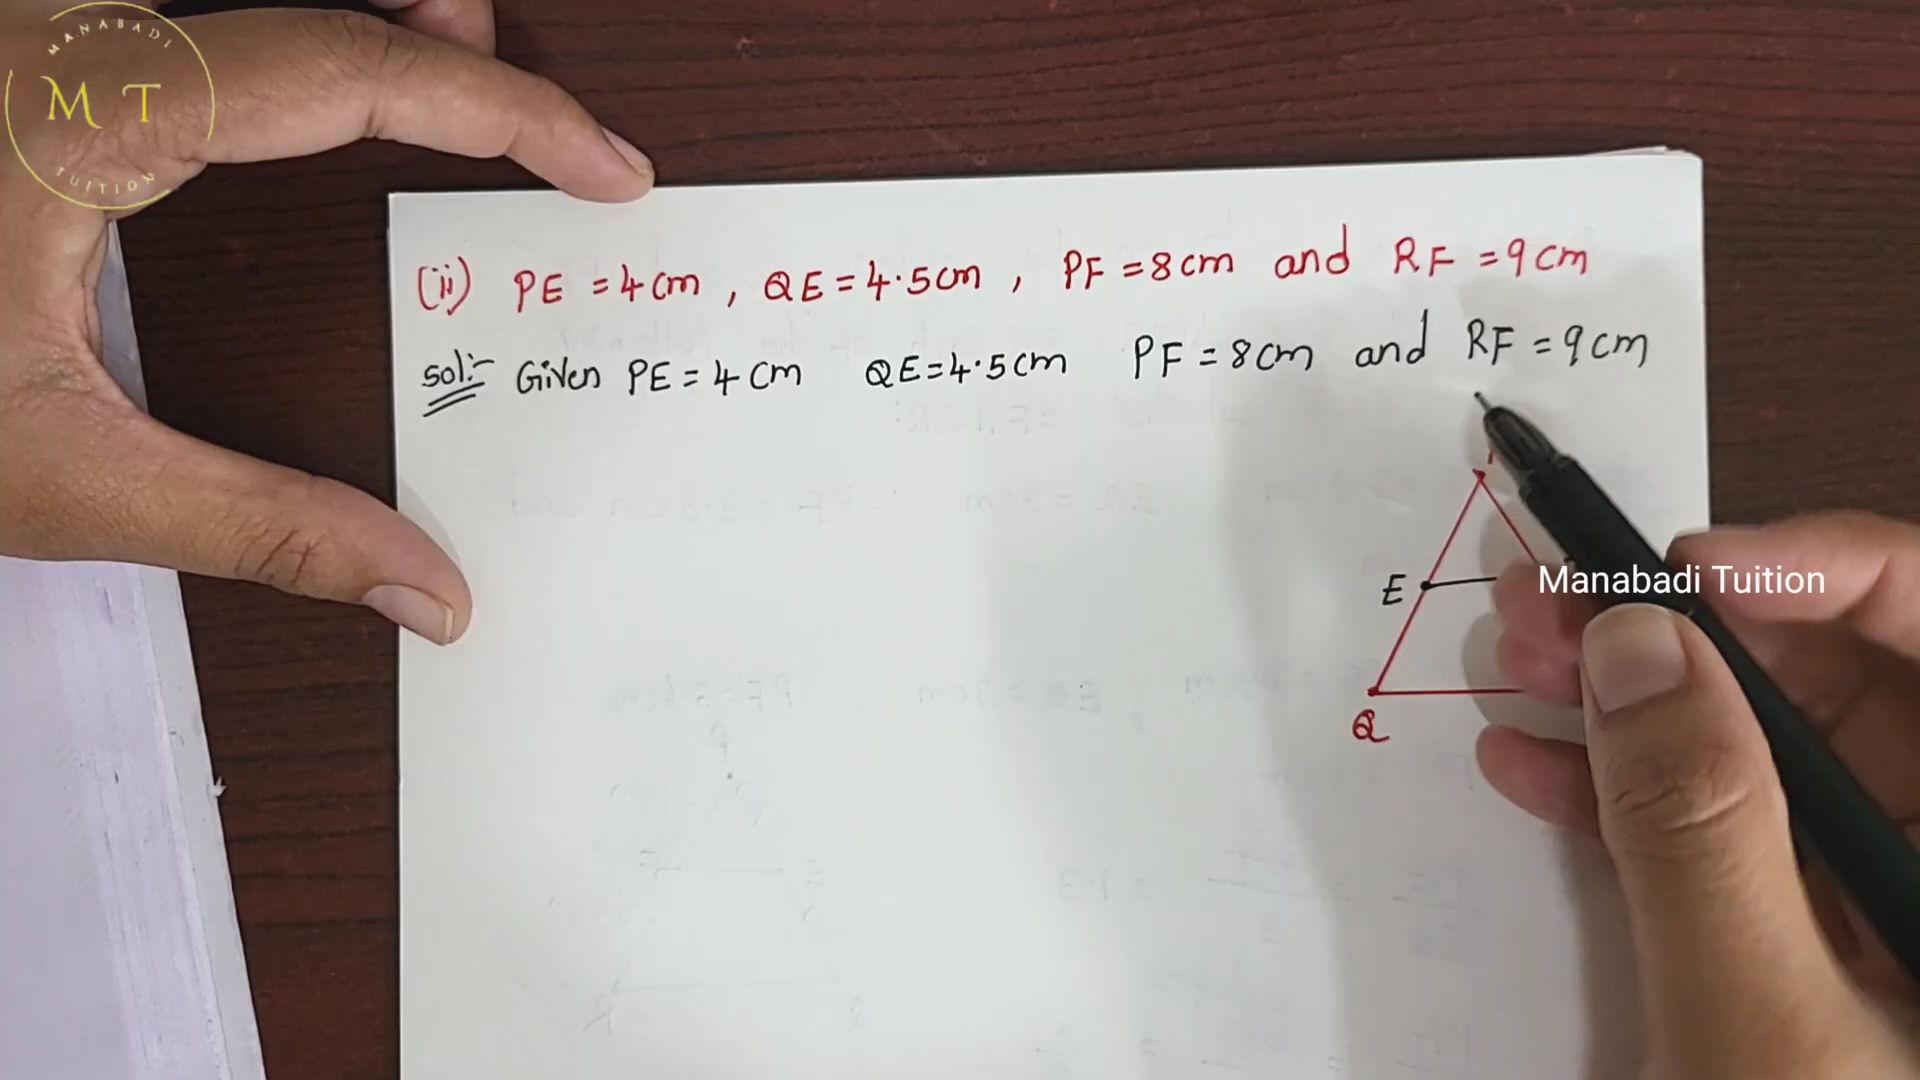 MANABADI
M T
TUITION
(ii) PE = 4 cm , QE = 4.5 cm , PF = 8 cm and RF = 9 cm
Sol:- Given PE = 4 cm QE = 4.5 cm PF = 8 cm and RF = 9 cm
E
Manabadi Tuition
Q